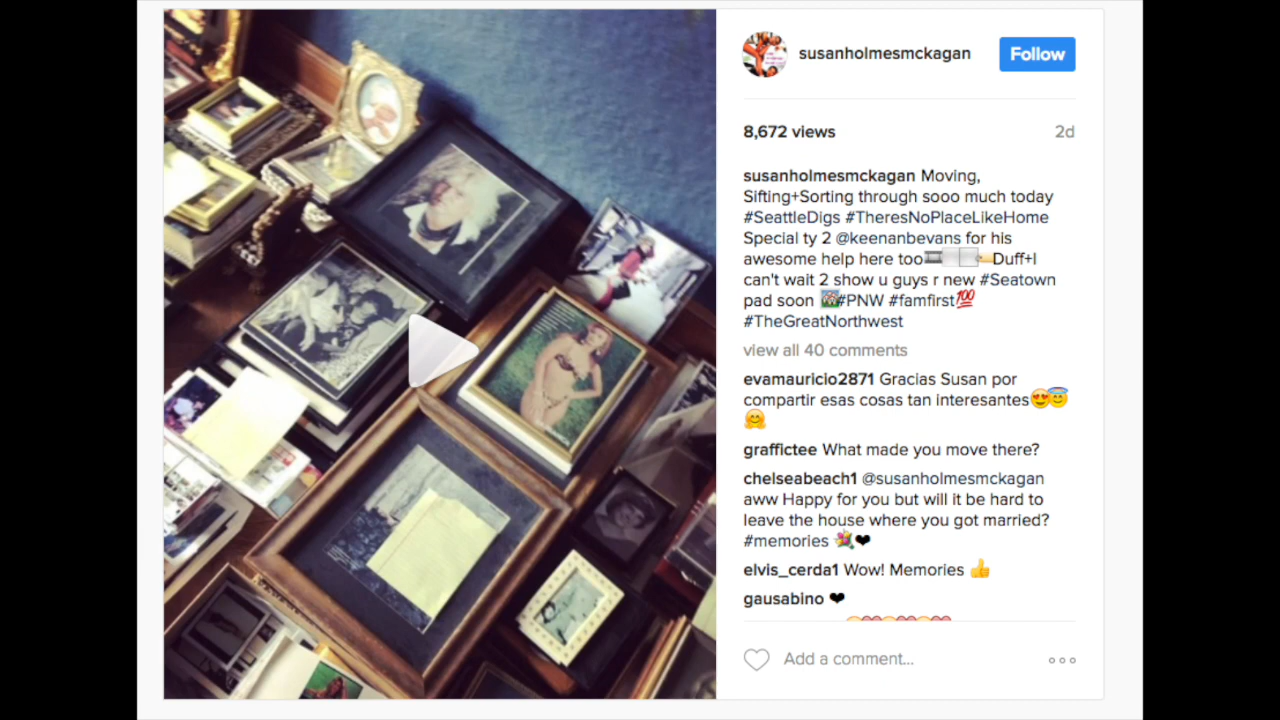 susanholmesmckagan
Follow
8,672 views
2d
susanholmesmckagan Moving,
Sifting+Sorting through sooo much today
#SeattleDigs #TheresNoPlaceLikeHome
Special ty 2 @keenanbevans for his
awesome help here too Duff+I
can't wait 2 show u guys r new #Seatown
pad soon #PNW #famfirst💯
#TheGreatNorthwest
view all 40 comments
evamauricio2871 Gracias Susan por
compartir esas cosas tan interesantes😍😇
🤗
graffictee What made you move there?
chelseabeach1 @susanholmesmckagan
aww Happy for you but will it be hard to
leave the house where you got married?
#memories 💐❤
elvis_cerda1 Wow! Memories 👍
gausabino ❤
Add a comment...